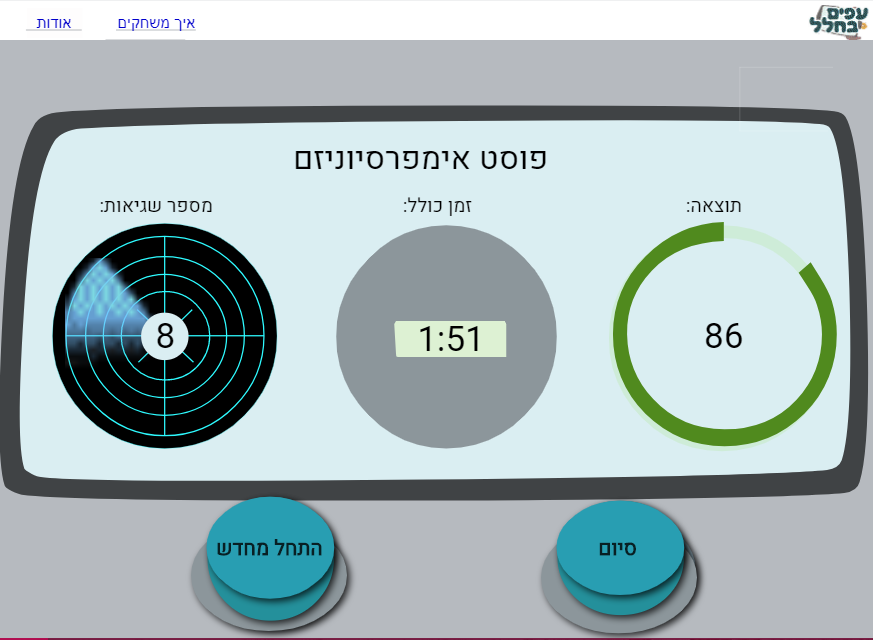 עפים
בחלל
איך משחקים
אודות
פוסט אימפרסיוניזם
תוצאה:
זמן כולל:
מספר שגיאות:
86
1:51
8
סיום
התחל מחדש